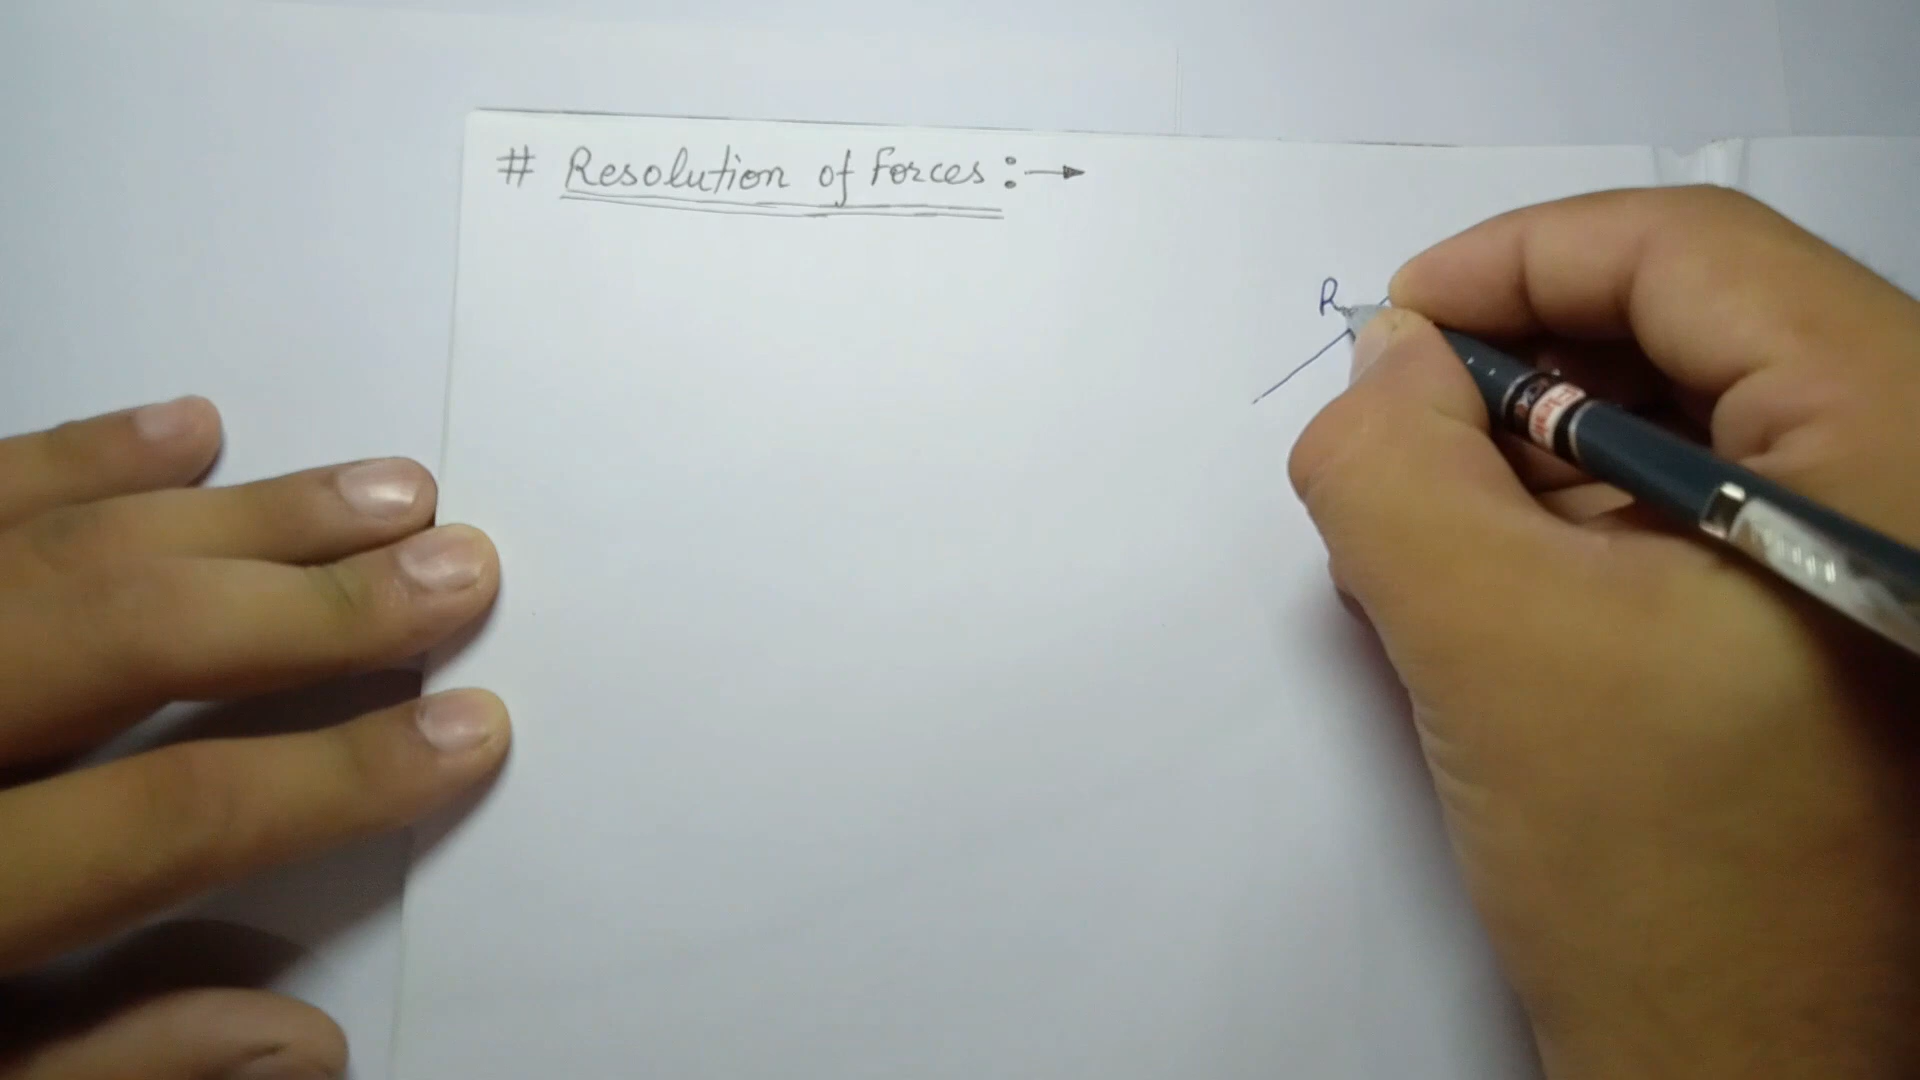 # Resolution of Forces :→
R